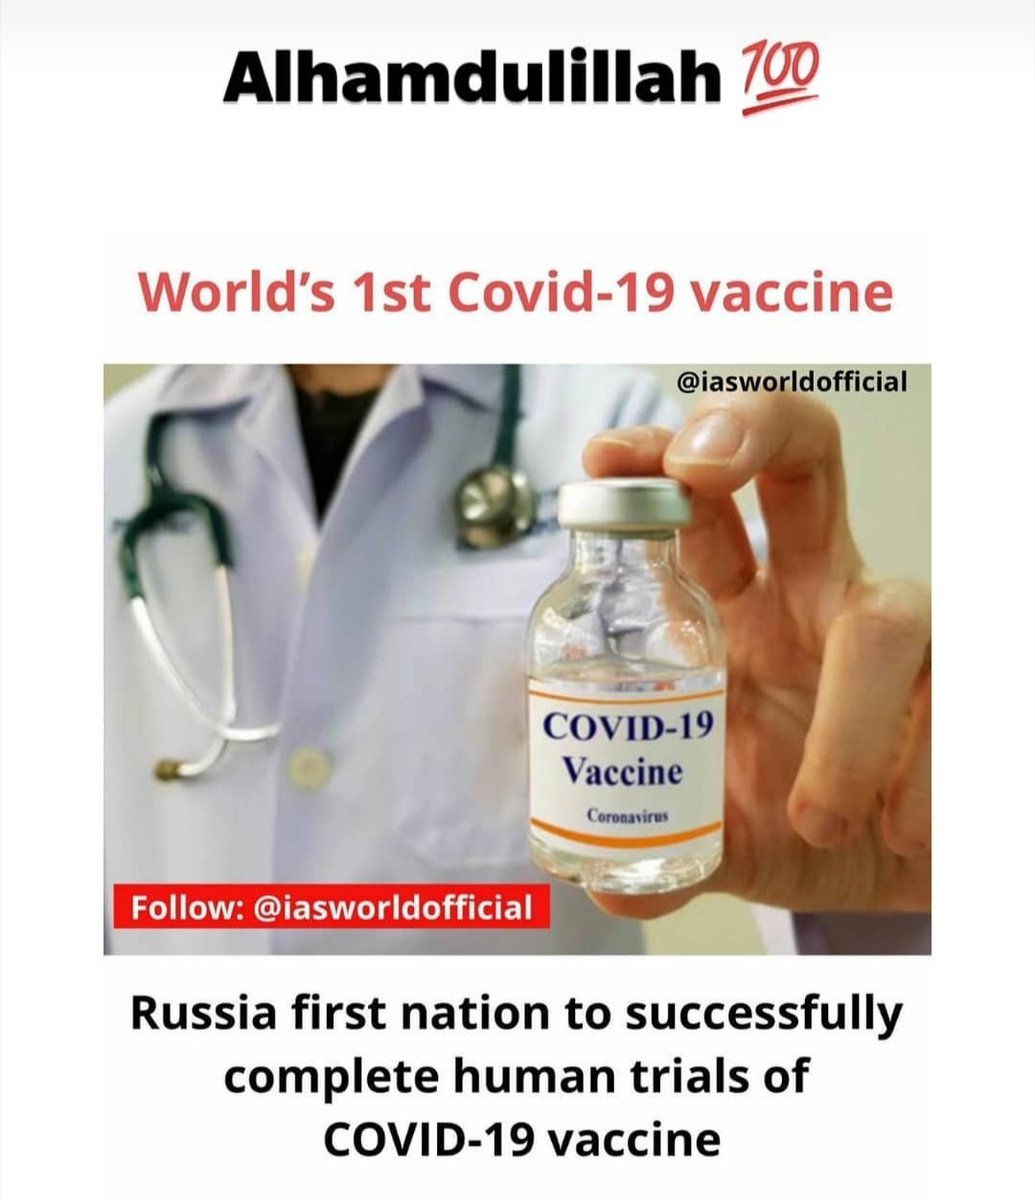 Alhamdulillah 💯
World's 1st Covid-19 vaccine
@iasworldofficial
COVID-19
Vaccine
Coronavirus
Follow: @iasworldofficial
Russia first nation to successfully
complete human trials of
COVID-19 vaccine